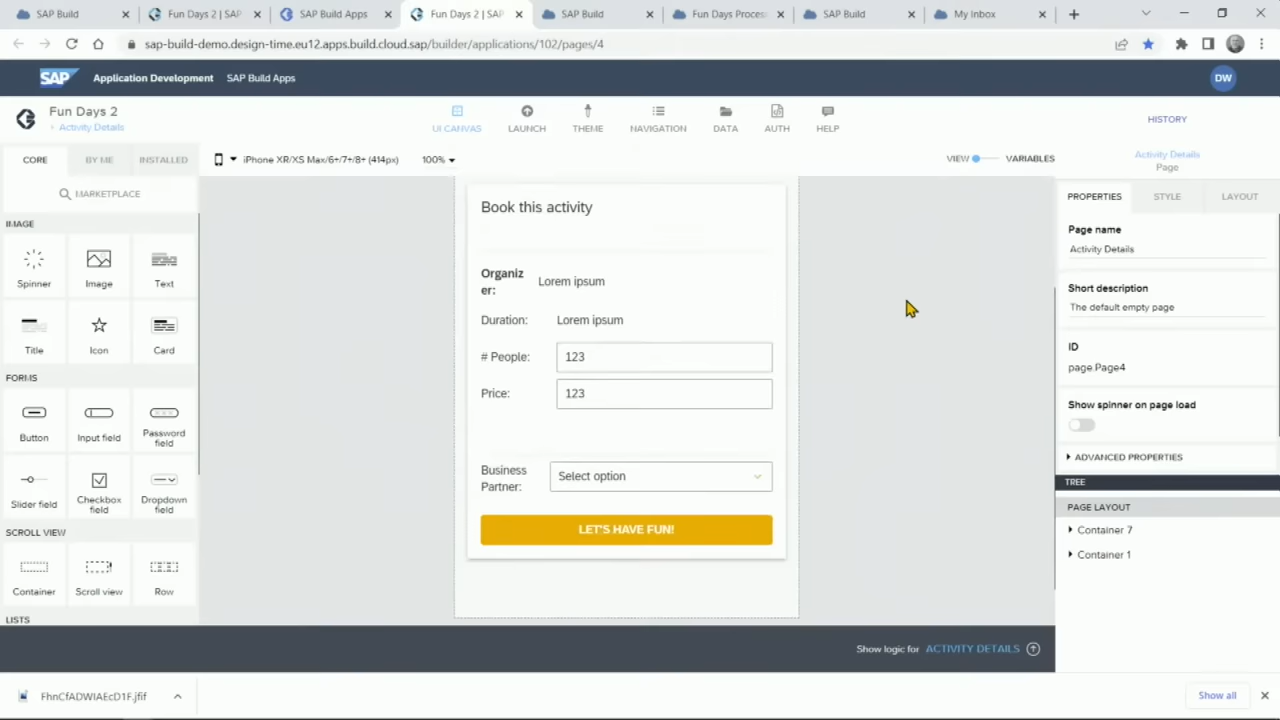 SAP Build
Fun Days 2 | SAP
SAP Build Apps
Fun Days 2 | SAP
SAP Build
Fun Days Proces
SAP Build
My Inbox
sap-build-demo.design-time.eu12.apps.build.cloud.sap/builder/applications/102/pages/4
SAP
Application Development
SAP Build Apps
DW
Fun Days 2
Activity Details
UI CANVAS
LAUNCH
THEME
NAVIGATION
DATA
AUTH
HELP
HISTORY
CORE
BY ME
INSTALLED
iPhone XR/XS Max/6+/7+/8+ (414px)
100%
VIEW
VARIABLES
Activity Details
Page
MARKETPLACE
IMAGE
Spinner
Image
Text
Title
Icon
Card
FORMS
Button
Input field
Password
field
Slider field
Checkbox
field
Dropdown
field
SCROLL VIEW
Container
Scroll view
Row
LISTS
Book this activity
Organiz
er:
Lorem ipsum
Duration:
Lorem ipsum
# People:
123
Price:
123
Business
Partner:
Select option
LET'S HAVE FUN!
PROPERTIES
STYLE
LAYOUT
Page name
Activity Details
Short description
The default empty page
ID
page.Page4
Show spinner on page load
ADVANCED PROPERTIES
TREE
PAGE LAYOUT
Container 7
Container 1
Show logic for ACTIVITY DETAILS
FhnCfADWIAEcD1F.jfif
Show all